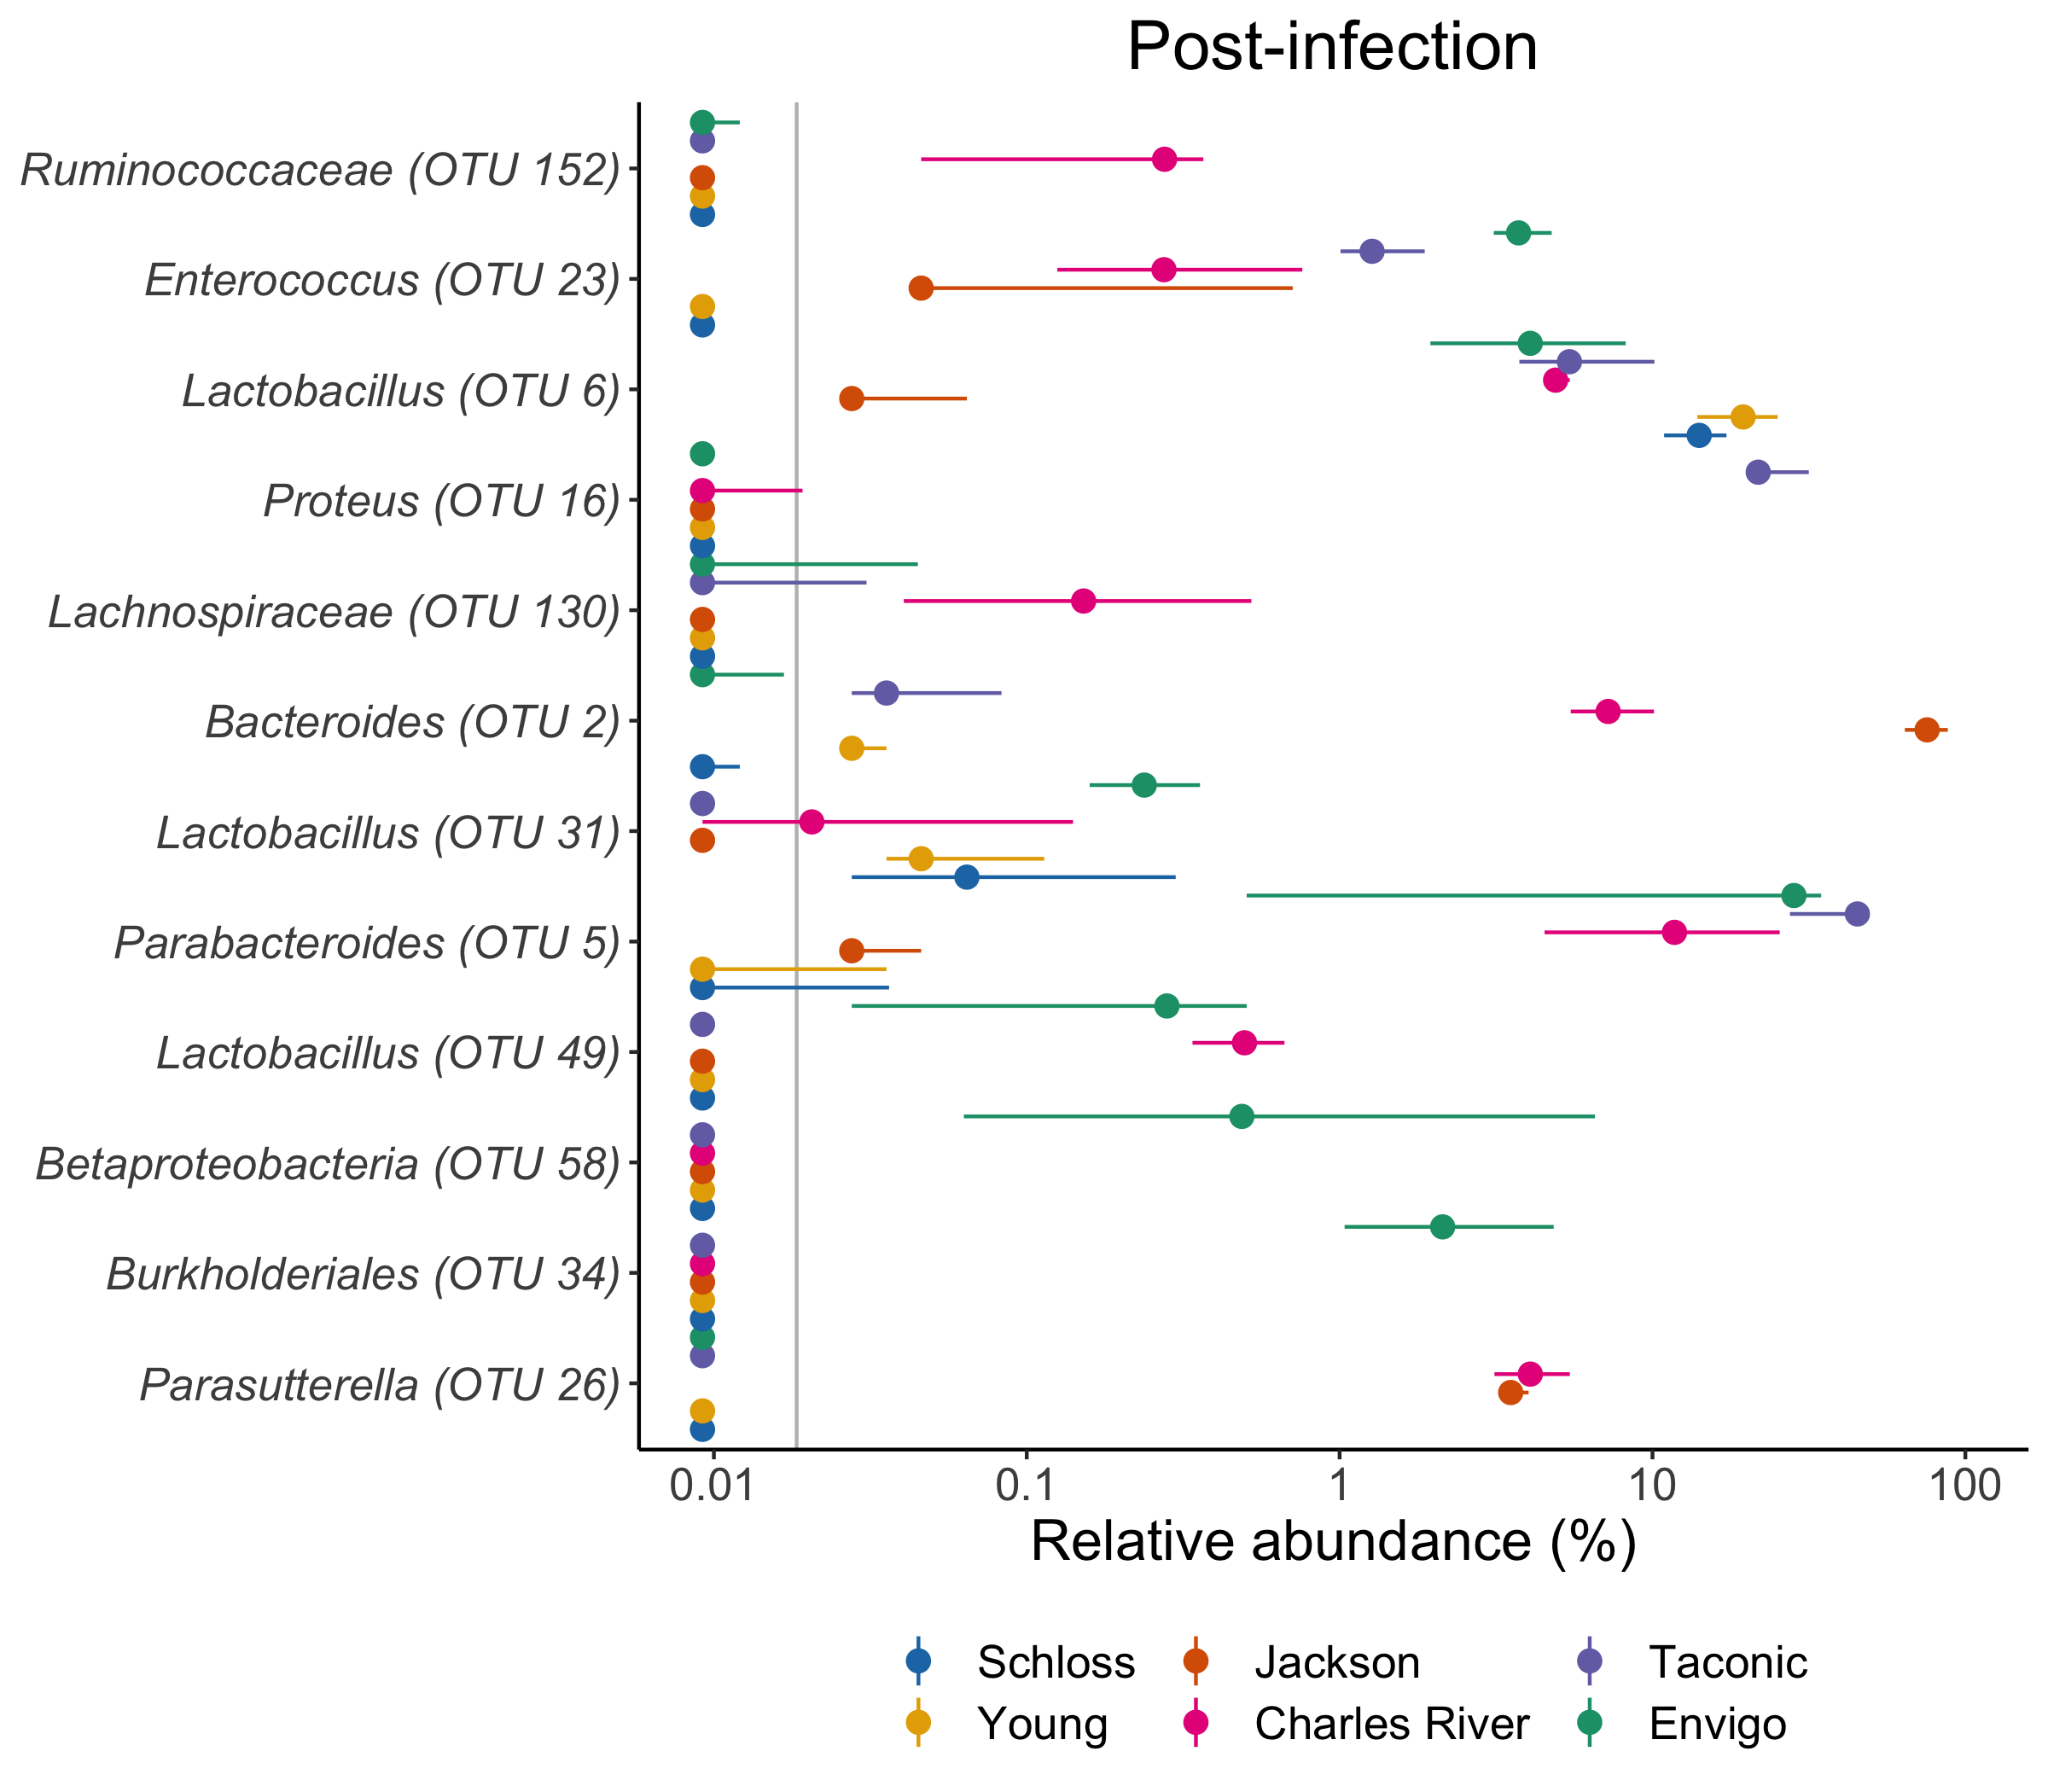 Post-infection
Ruminococcaceae (OTU 152)
Enterococcus (OTU 23)
Lactobacillus (OTU 6)
Proteus (OTU 16)
Lachnospiraceae (OTU 130)
Bacteroides (OTU 2)
Lactobacillus (OTU 31)
Parabacteroides (OTU 5)
Lactobacillus (OTU 49)
Betaproteobacteria (OTU 58)
Burkholderiales (OTU 34)
Parasutterella (OTU 26)
0.01 0.1 1 10 100
Relative abundance (%)
Schloss Jackson Taconic
Young Charles River Envigo